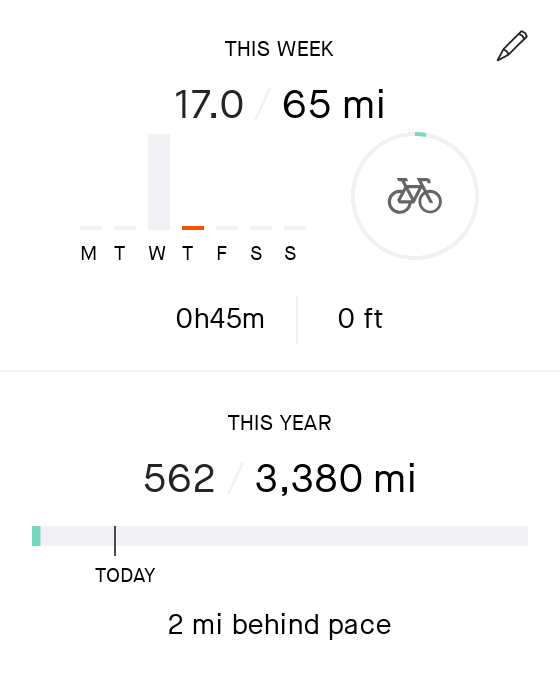 THIS WEEK
17.0 / 65 mi
M T W T F S S
0h45m 0 ft
THIS YEAR
562 / 3,380 mi
TODAY
2 mi behind pace